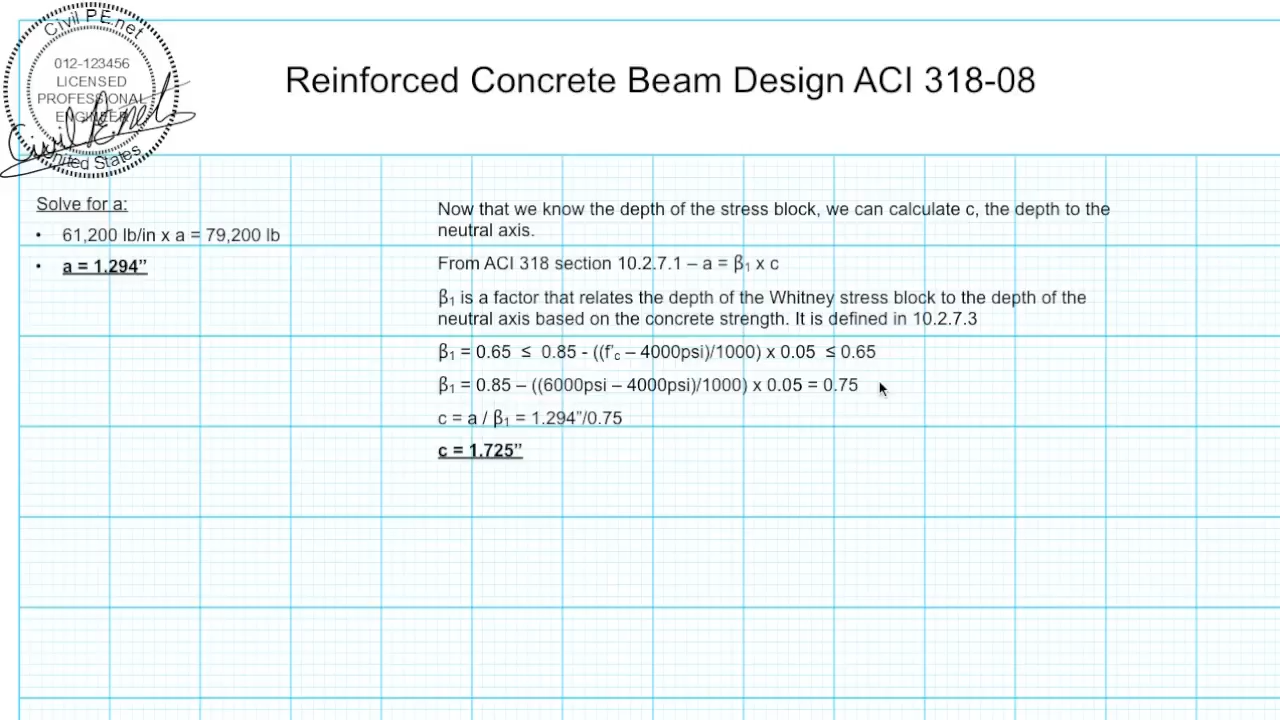 Civil PE.net
012-123456
LICENSED
PROFESSIONAL
ENGINEER
Civil PE.net
United States
Reinforced Concrete Beam Design ACI 318-08
Solve for a:
• 61,200 lb/in x a = 79,200 lb
• a = 1.294”
Now that we know the depth of the stress block, we can calculate c, the depth to the
neutral axis.
From ACI 318 section 10.2.7.1 – a = β₁ x c
β₁ is a factor that relates the depth of the Whitney stress block to the depth of the
neutral axis based on the concrete strength. It is defined in 10.2.7.3
β₁ = 0.65 ≤ 0.85 - ((f’c – 4000psi)/1000) x 0.05 ≤ 0.65
β₁ = 0.85 – ((6000psi – 4000psi)/1000) x 0.05 = 0.75
c = a / β₁ = 1.294”/0.75
c = 1.725”